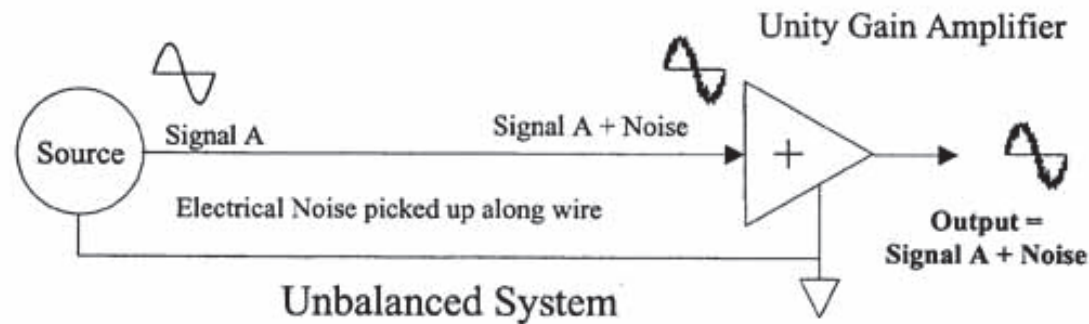 Unity Gain Amplifier
Signal A
Signal A + Noise
Source
+
Electrical Noise picked up along wire
Output =
Signal A + Noise
Unbalanced System